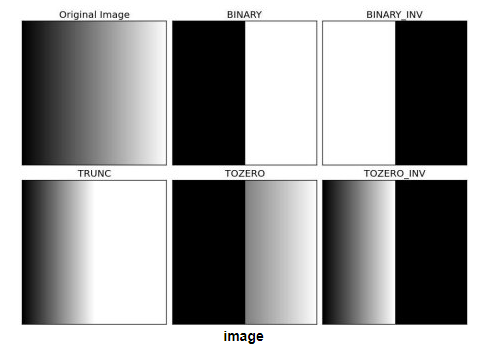 Original Image
BINARY
BINARY_INV
TRUNC
TOZERO
TOZERO_INV
image